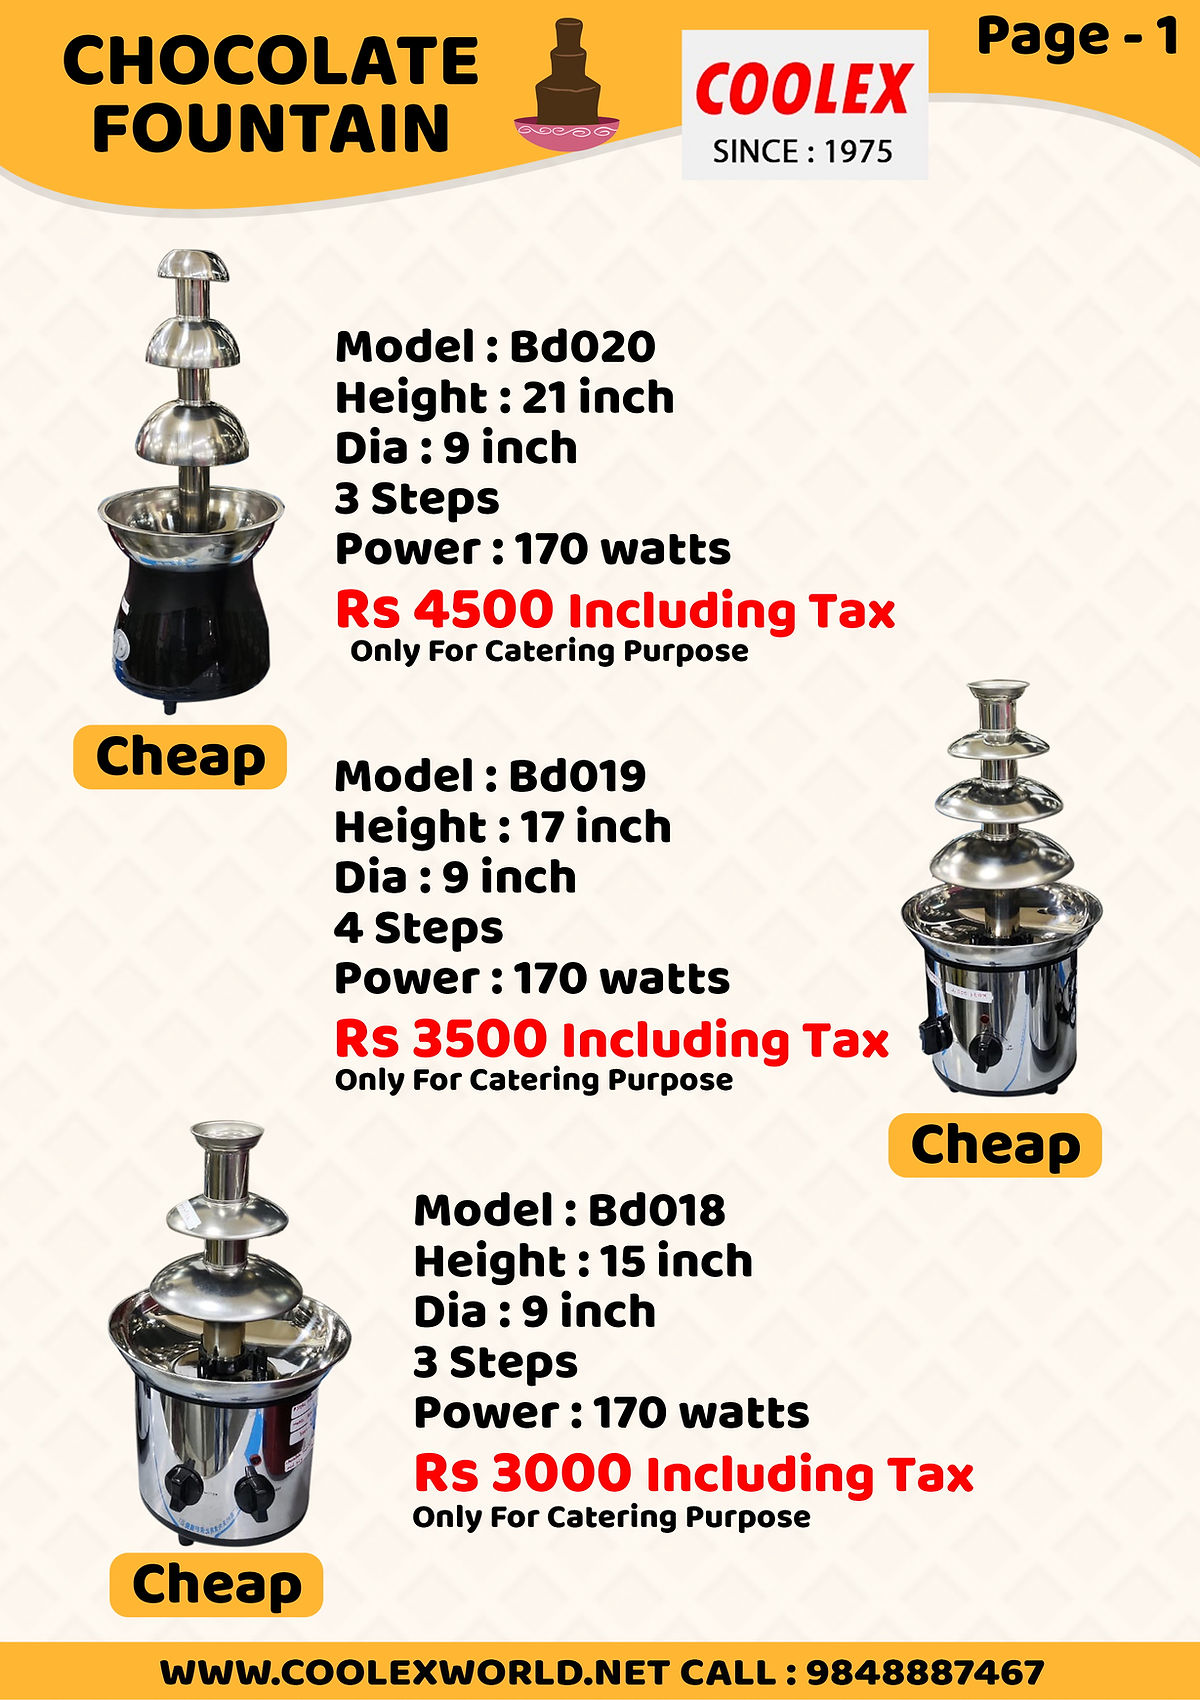 CHOCOLATE
FOUNTAIN
COOLEX
SINCE : 1975
Page - 1
Model : Bd020
Height : 21 inch
Dia : 9 inch
3 Steps
Power : 170 watts
Rs 4500 Including Tax
Only For Catering Purpose
Cheap
Model : Bd019
Height : 17 inch
Dia : 9 inch
4 Steps
Power : 170 watts
Rs 3500 Including Tax
Only For Catering Purpose
Cheap
Model : Bd018
Height : 15 inch
Dia : 9 inch
3 Steps
Power : 170 watts
Rs 3000 Including Tax
Only For Catering Purpose
Cheap
WWW.COOLEXWORLD.NET CALL : 9848887467